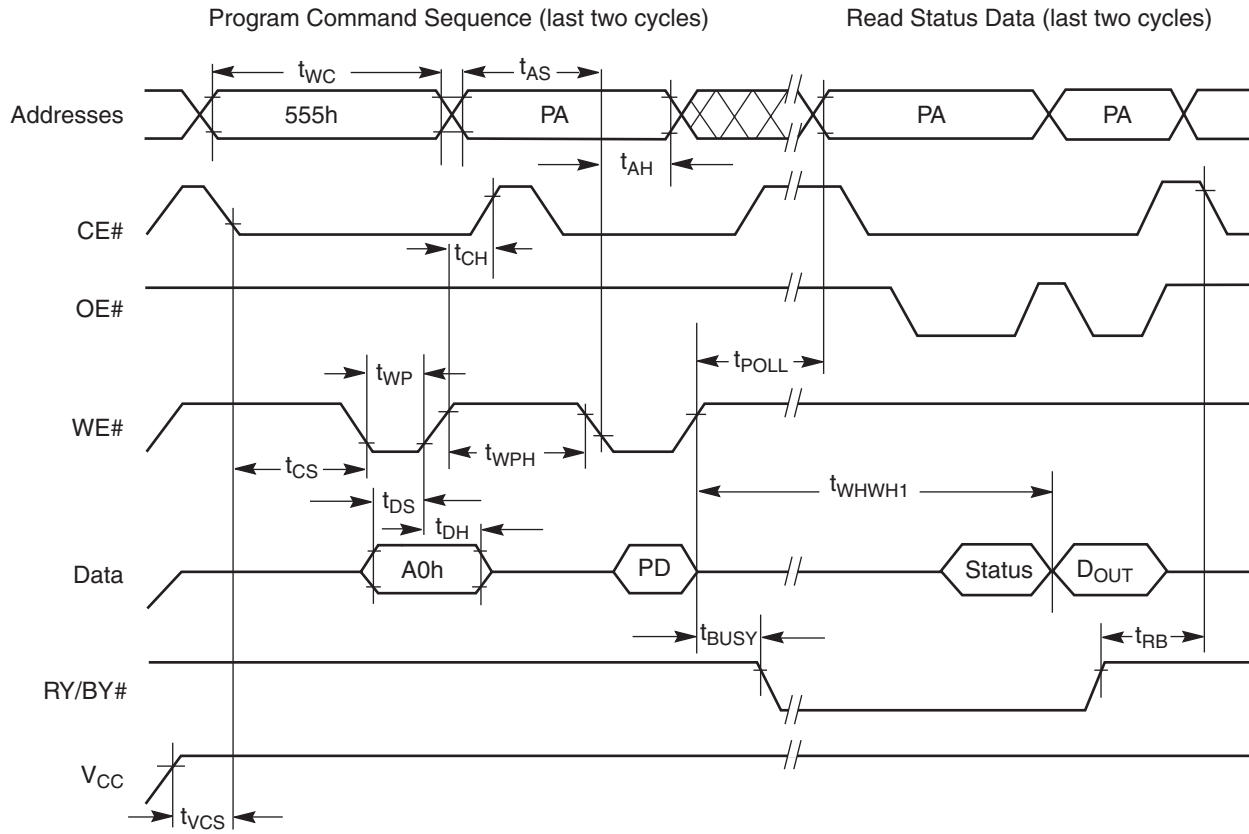 Program Command Sequence (last two cycles)
Read Status Data (last two cycles)
tWC
tAS
Addresses
555h
PA
PA
PA
tAH
CE#
tCH
OE#
tPOLL
tWP
WE#
tWPH
tCS
tWHWH1
tDS
tDH
Data
A0h
PD
Status
DOUT
tBUSY
tRB
RY/BY#
VCC
tVCS